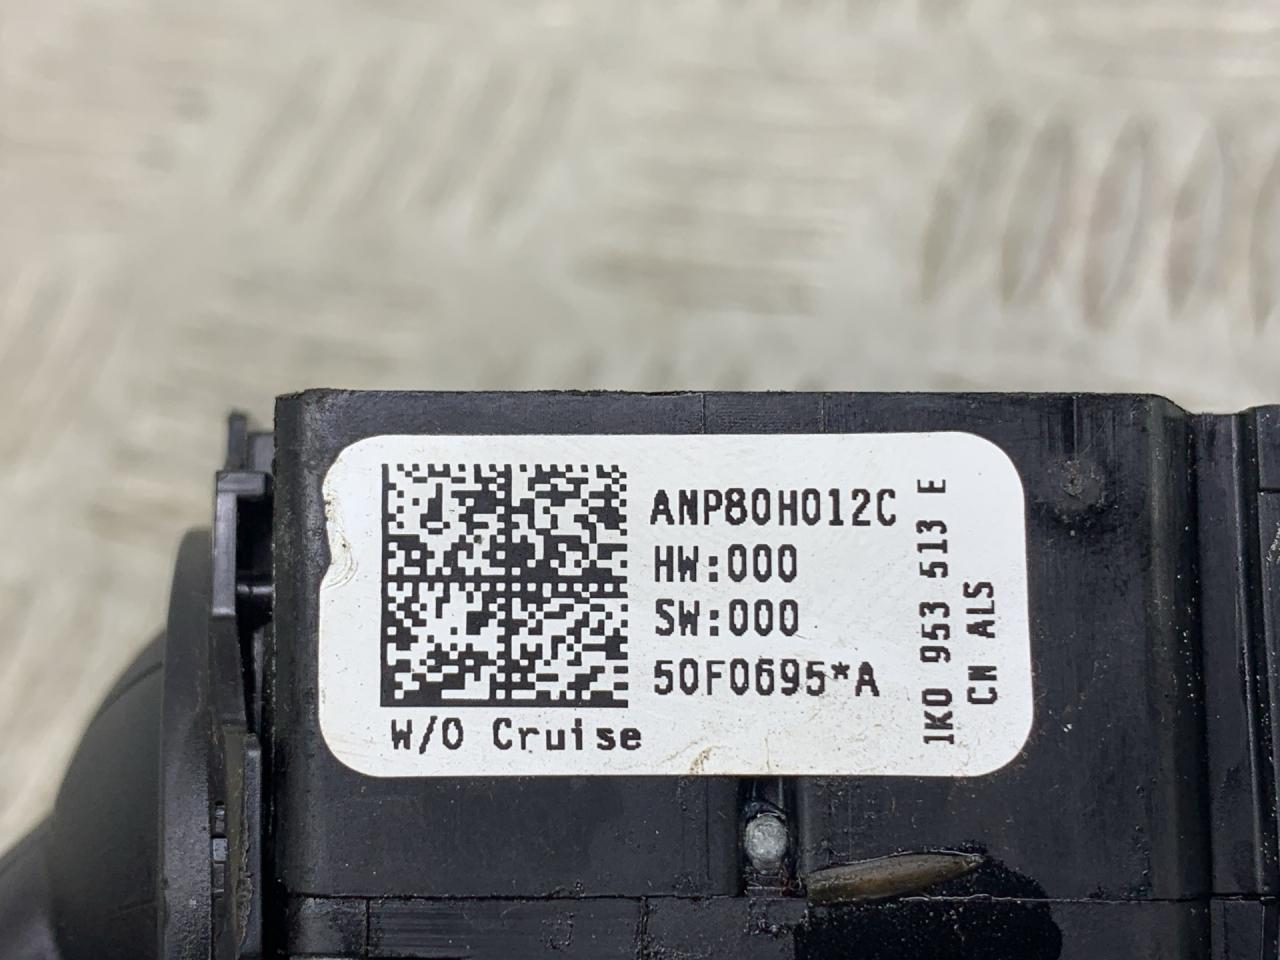 ANP80H012C
HW:000
SW:000
50F0695*A
W/O Cruise
1K0 953 513 E
CN ALS